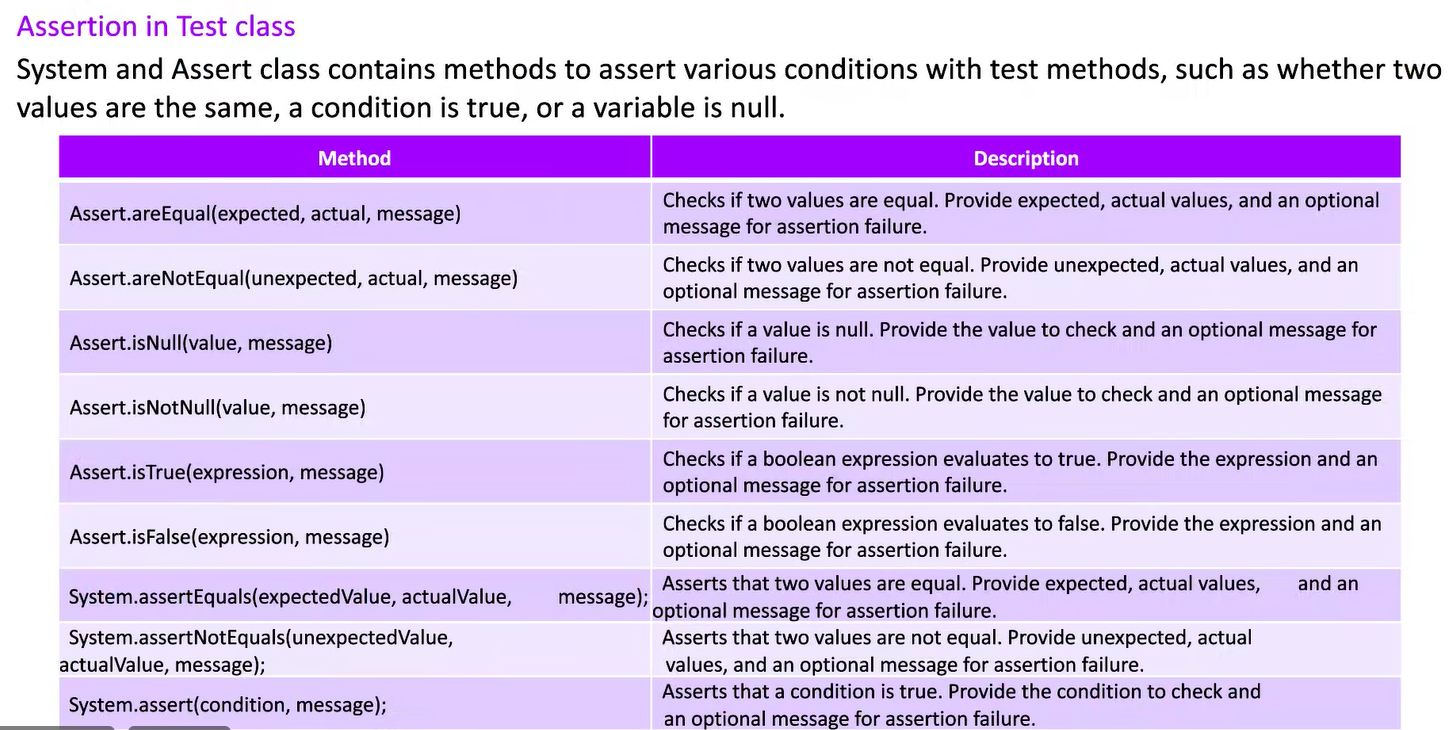 Assertion in Test class
System and Assert class contains methods to assert various conditions with test methods, such as whether two
values are the same, a condition is true, or a variable is null.
Method Description
Assert.areEqual(expected, actual, message)
Checks if two values are equal. Provide expected, actual values, and an optional
message for assertion failure.
Assert.areNotEqual(unexpected, actual, message)
Checks if two values are not equal. Provide unexpected, actual values, and an
optional message for assertion failure.
Assert.isNull(value, message)
Checks if a value is null. Provide the value to check and an optional message for
assertion failure.
Assert.isNotNull(value, message)
Checks if a value is not null. Provide the value to check and an optional message
for assertion failure.
Assert.isTrue(expression, message)
Checks if a boolean expression evaluates to true. Provide the expression and an
optional message for assertion failure.
Assert.isFalse(expression, message)
Checks if a boolean expression evaluates to false. Provide the expression and an
optional message for assertion failure.
System.assertEquals(expectedValue, actualValue, message);
Asserts that two values are equal. Provide expected, actual values, and an
optional message for assertion failure.
System.assertNotEquals(unexpectedValue,
actualValue, message);
Asserts that two values are not equal. Provide unexpected, actual
values, and an optional message for assertion failure.
System.assert(condition, message);
Asserts that a condition is true. Provide the condition to check and
an optional message for assertion failure.